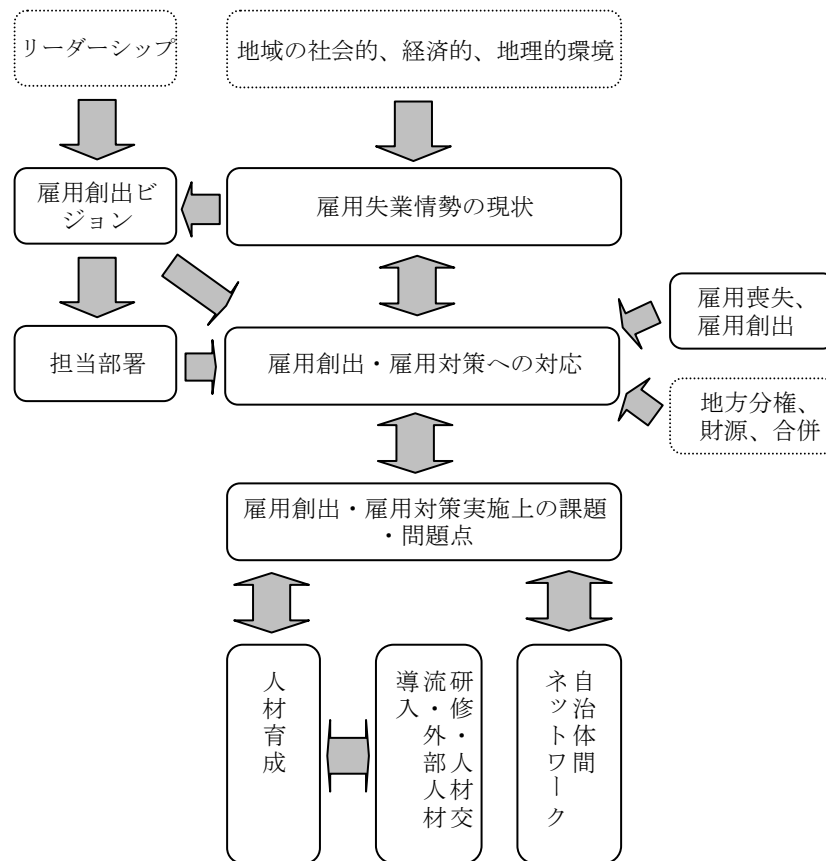 リーダーシップ
地域の社会的、経済的、地理的環境
雇用創出ビ
ジョン
雇用失業情勢の現状
雇用喪失、
雇用創出
担当部署
雇用創出・雇用対策への対応
地方分権、
財源、合併
雇用創出・雇用対策実施上の課題
・問題点
人材育成
研修・人材交
流・外部人材
導入
自治体間
ネットワーク